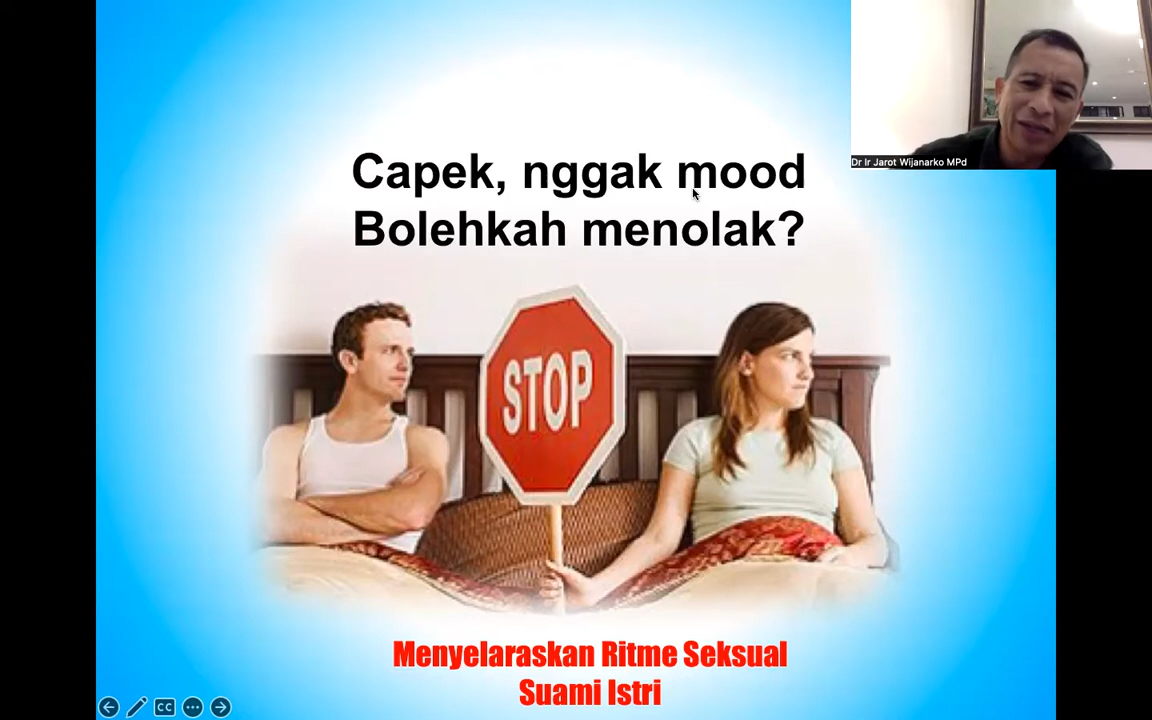 Dr Ir Jarot Wijanarko MPd
Capek, nggak mood
Bolehkah menolak?
STOP
Menyelaraskan Ritme Seksual
Suami Istri
CC